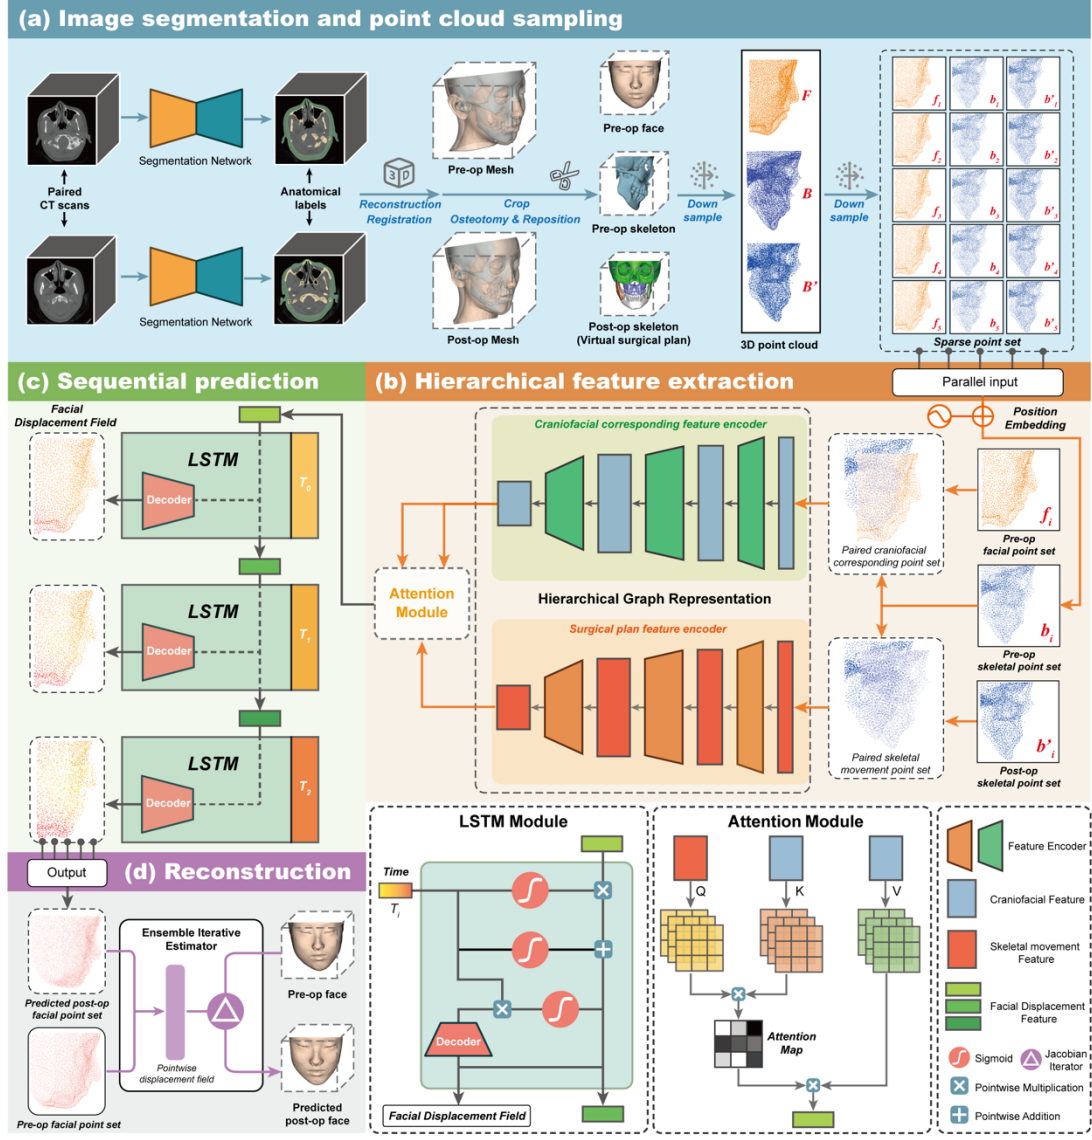 (a) Image segmentation and point cloud sampling
Segmentation Network
Paired
CT scans
Anatomical
labels
Segmentation Network
Pre-op Mesh
3D
Reconstruction
Registration
Crop
Osteotomy & Reposition
Post-op Mesh
Pre-op face
Pre-op skeleton
Post-op skeleton
(Virtual surgical plan)
Down
sample
F
B
B'
3D point cloud
Down
sample
f1 b1 b'1
f2 b2 b'2
f3 b3 b'3
f4 b4 b'4
f5 b5 b'5
Sparse point set
(c) Sequential prediction
Facial
Displacement Field
LSTM
Decoder
T0
LSTM
Decoder
T1
LSTM
Decoder
T2
(b) Hierarchical feature extraction
Parallel input
Position
Embedding
Craniofacial corresponding feature encoder
Attention
Module
Hierarchical Graph Representation
Surgical plan feature encoder
Paired craniofacial
corresponding point set
Paired skeletal
movement point set
fi
Pre-op
facial point set
bi
Pre-op
skeletal point set
b'i
Post-op
skeletal point set
Output
(d) Reconstruction
Predicted post-op
facial point set
Pre-op facial point set
Ensemble Iterative
Estimator
Pointwise
displacement field
Pre-op face
Predicted
post-op face
LSTM Module
Time
Ti
Decoder
Facial Displacement Field
Attention Module
Q
K
V
Attention
Map
Feature Encoder
Craniofacial Feature
Skeletal movement
Feature
Facial Displacement
Feature
Sigmoid
Jacobian
Iterator
Pointwise Multiplication
Pointwise Addition